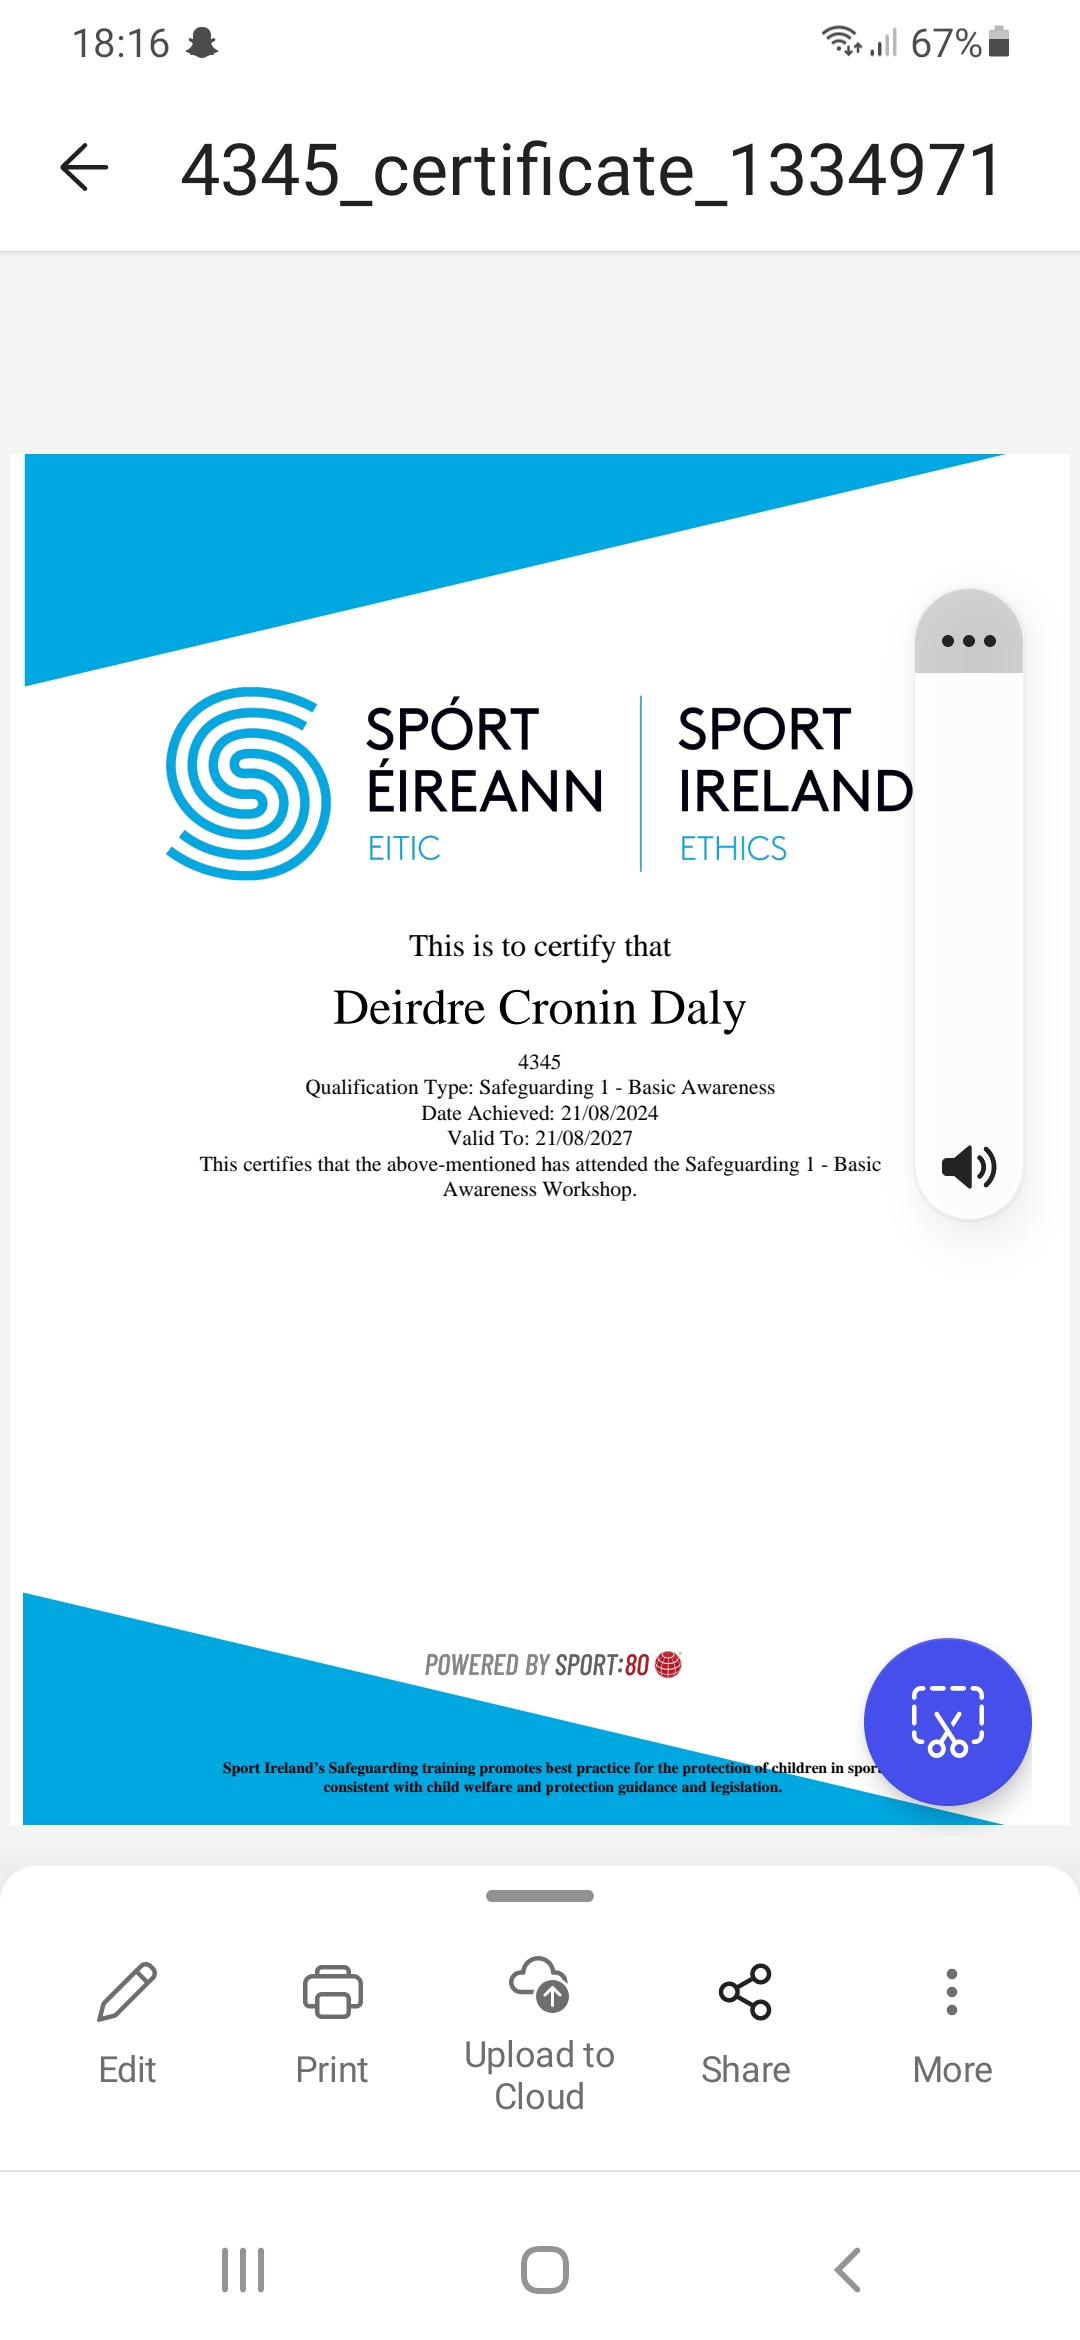 18:16
67%
4345_certificate_1334971
SPÓRT
ÉIREANN
EITIC
SPORT
IRELAND
ETHICS
This is to certify that
Deirdre Cronin Daly
4345
Qualification Type: Safeguarding 1 - Basic Awareness
Date Achieved: 21/08/2024
Valid To: 21/08/2027
This certifies that the above-mentioned has attended the Safeguarding 1 - Basic
Awareness Workshop.
POWERED BY SPORT:80
Sport Ireland’s Safeguarding training promotes best practice for the protection of children in sport
consistent with child welfare and protection guidance and legislation.
Edit
Print
Upload to
Cloud
Share
More